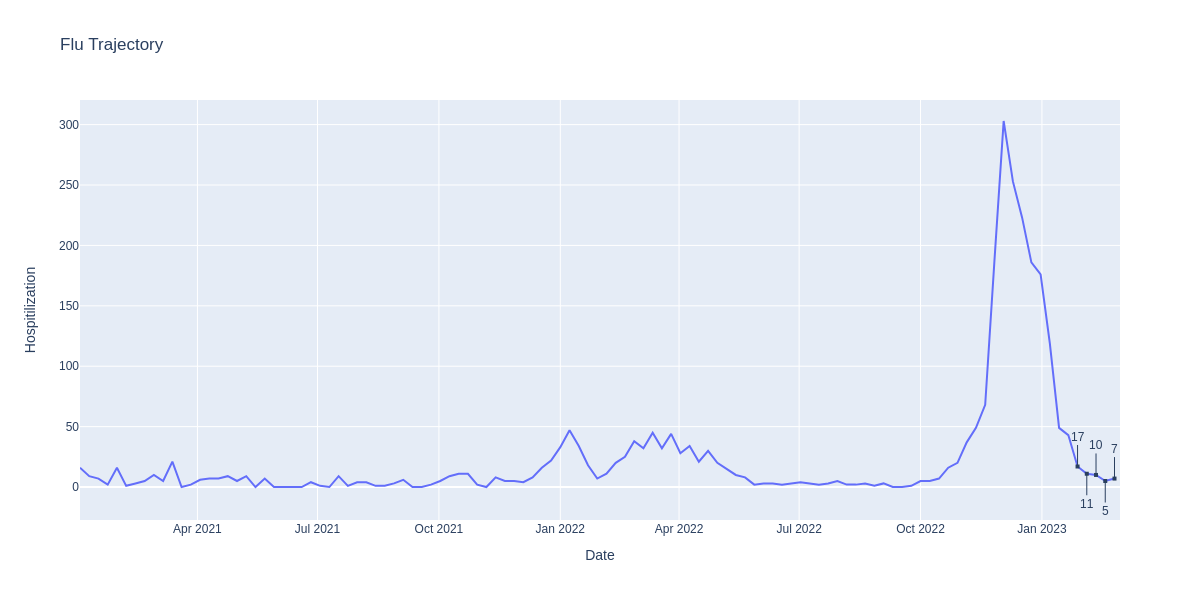 Flu Trajectory
Hospitilization
300
250
200
150
100
50
0
17
10
7
11
5
Apr 2021
Jul 2021
Oct 2021
Jan 2022
Apr 2022
Jul 2022
Oct 2022
Jan 2023
Date